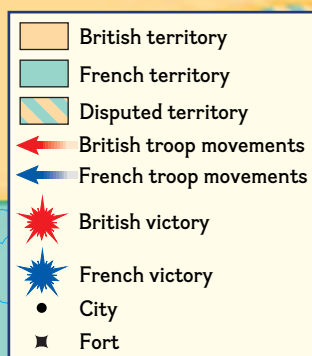 British territory
French territory
Disputed territory
British troop movements
French troop movements
British victory
French victory
City
Fort